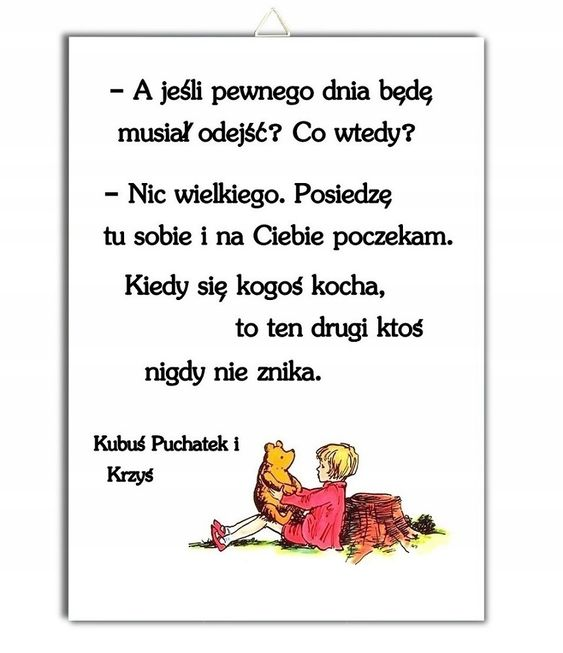 – A jeśli pewnego dnia będę
musiał odejść? Co wtedy?
– Nic wielkiego. Posiedzę
tu sobie i na Ciebie poczekam.
Kiedy się kogoś kocha,
to ten drugi ktoś
nigdy nie znika.
Kubuś Puchatek i
Krzyś